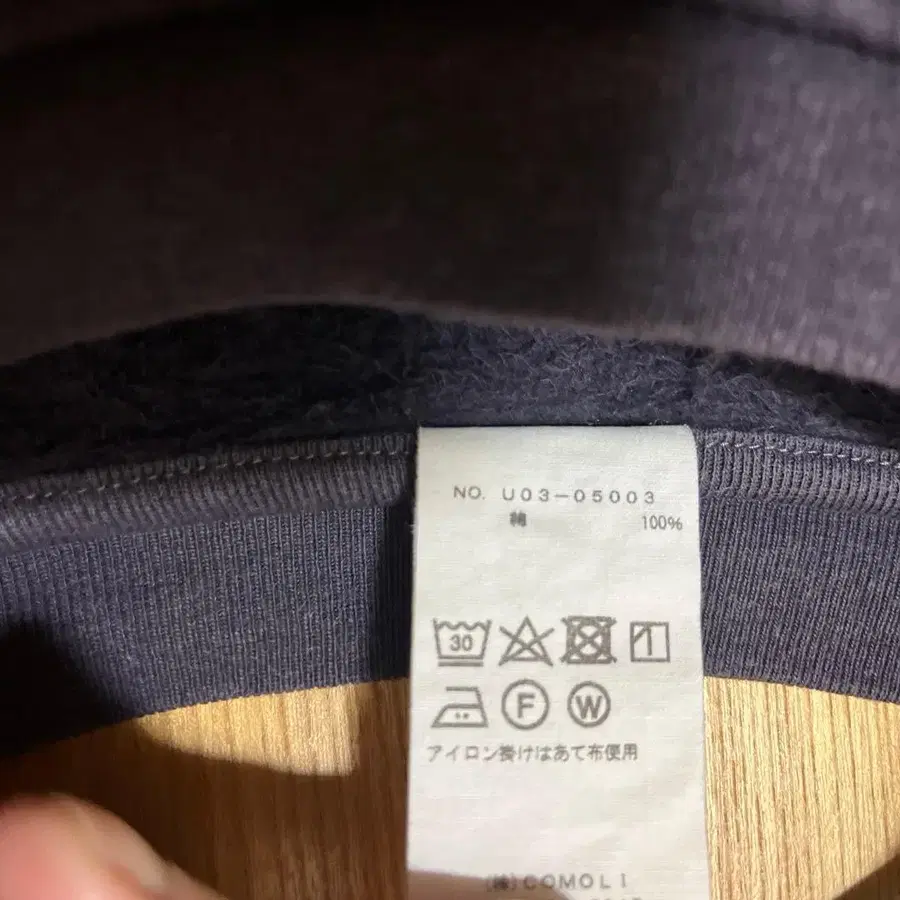 NO. U03-05003
綿 100%
30
F W
アイロン掛けはあて布使用
(株)COMOLI